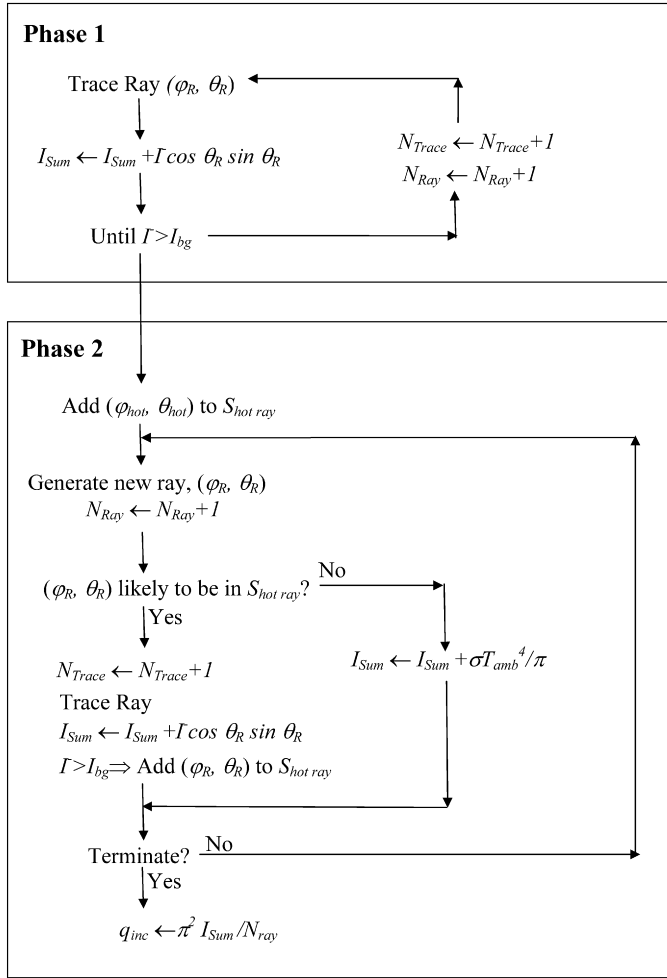 Phase 1
Trace Ray (φR, θR)
ISum ← ISum +I⁻cos θR sin θR
Until I⁻>Ibg
NTrace ← NTrace+1
NRay ← NRay+1
Phase 2
Add (φhot, θhot) to Shot ray
Generate new ray, (φR, θR)
NRay ← NRay+1
(φR, θR) likely to be in Shot ray?
No
Yes
NTrace ← NTrace+1
Trace Ray
ISum ← ISum +I⁻cos θR sin θR
I⁻>Ibg⇒ Add (φR, θR) to Shot ray
ISum ← ISum +σTamb⁴/π
Terminate?
No
Yes
qinc ← π² ISum /Nray